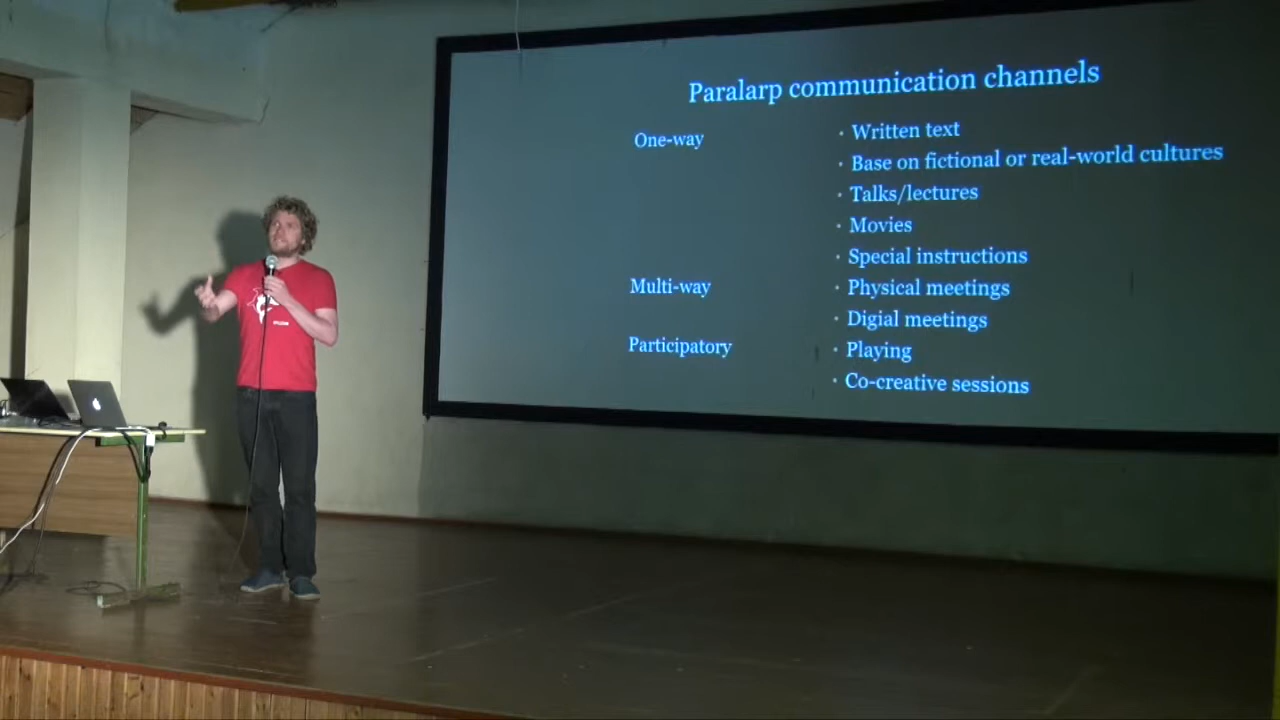 Paralarp communication channels
One-way
· Written text
· Base on fictional or real-world cultures
· Talks/lectures
· Movies
· Special instructions
Multi-way
· Physical meetings
· Digial meetings
Participatory
· Playing
· Co-creative sessions